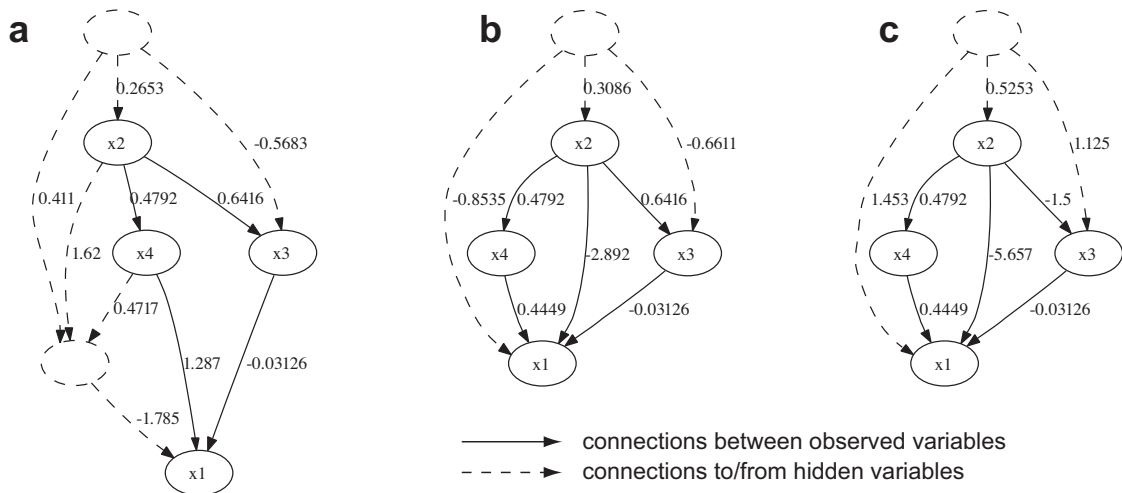 a
b
c
0.2653
0.3086
0.5253
x2
x2
x2
-0.5683
-0.6611
1.125
0.411
0.4792
0.6416
-0.8535
0.4792
0.6416
1.453
0.4792
-1.5
1.62
x4
x3
x4
-2.892
x3
x4
-5.657
x3
0.4717
0.4449
-0.03126
0.4449
-0.03126
1.287
-0.03126
x1
x1
-1.785
connections between observed variables
x1
connections to/from hidden variables